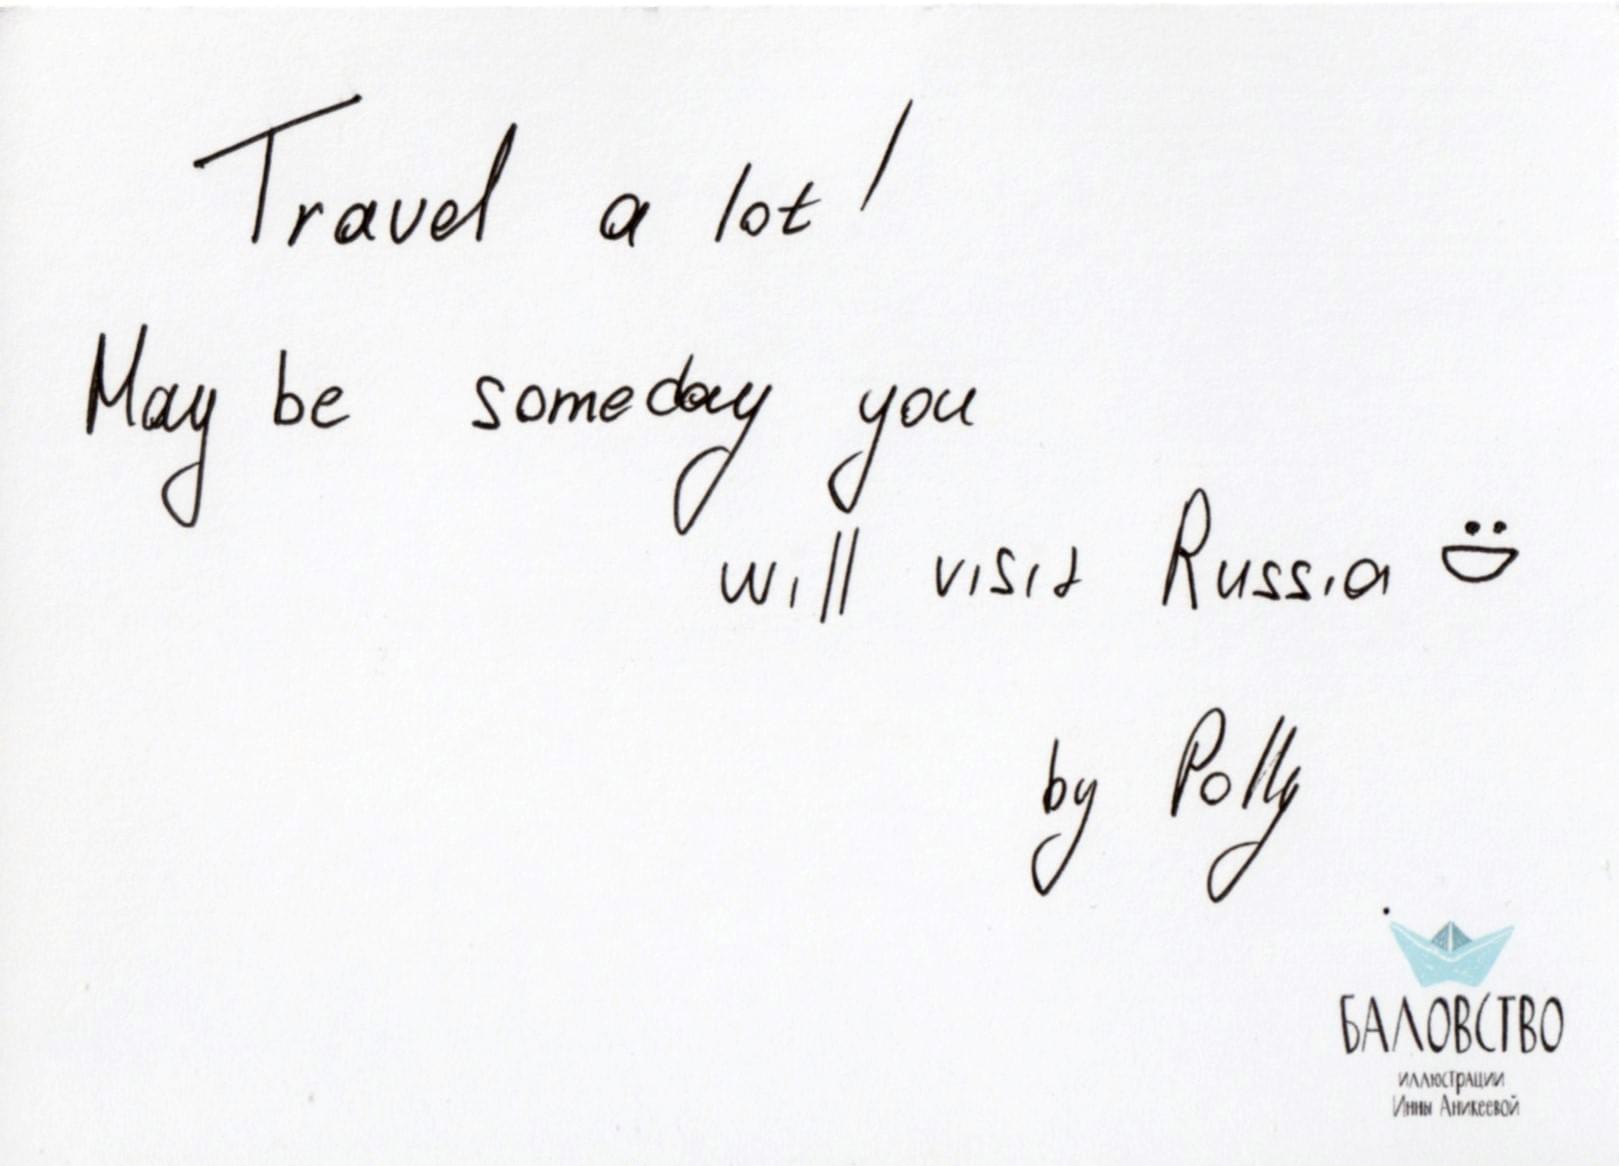 Travel a lot!
May be someday you
will visit Russia
by Polly
БАЛОВСТВО
ИЛЛЮСТРАЦИИ
Инны Аникеевой